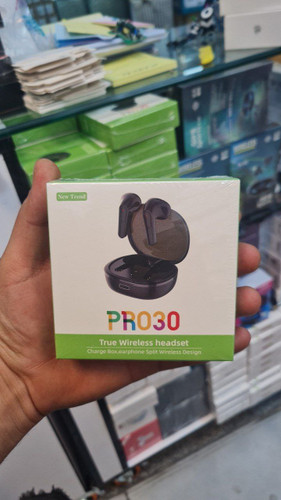 New Trend
PRO30
True Wireless headset
Charge Box,earphone Split Wireless Design